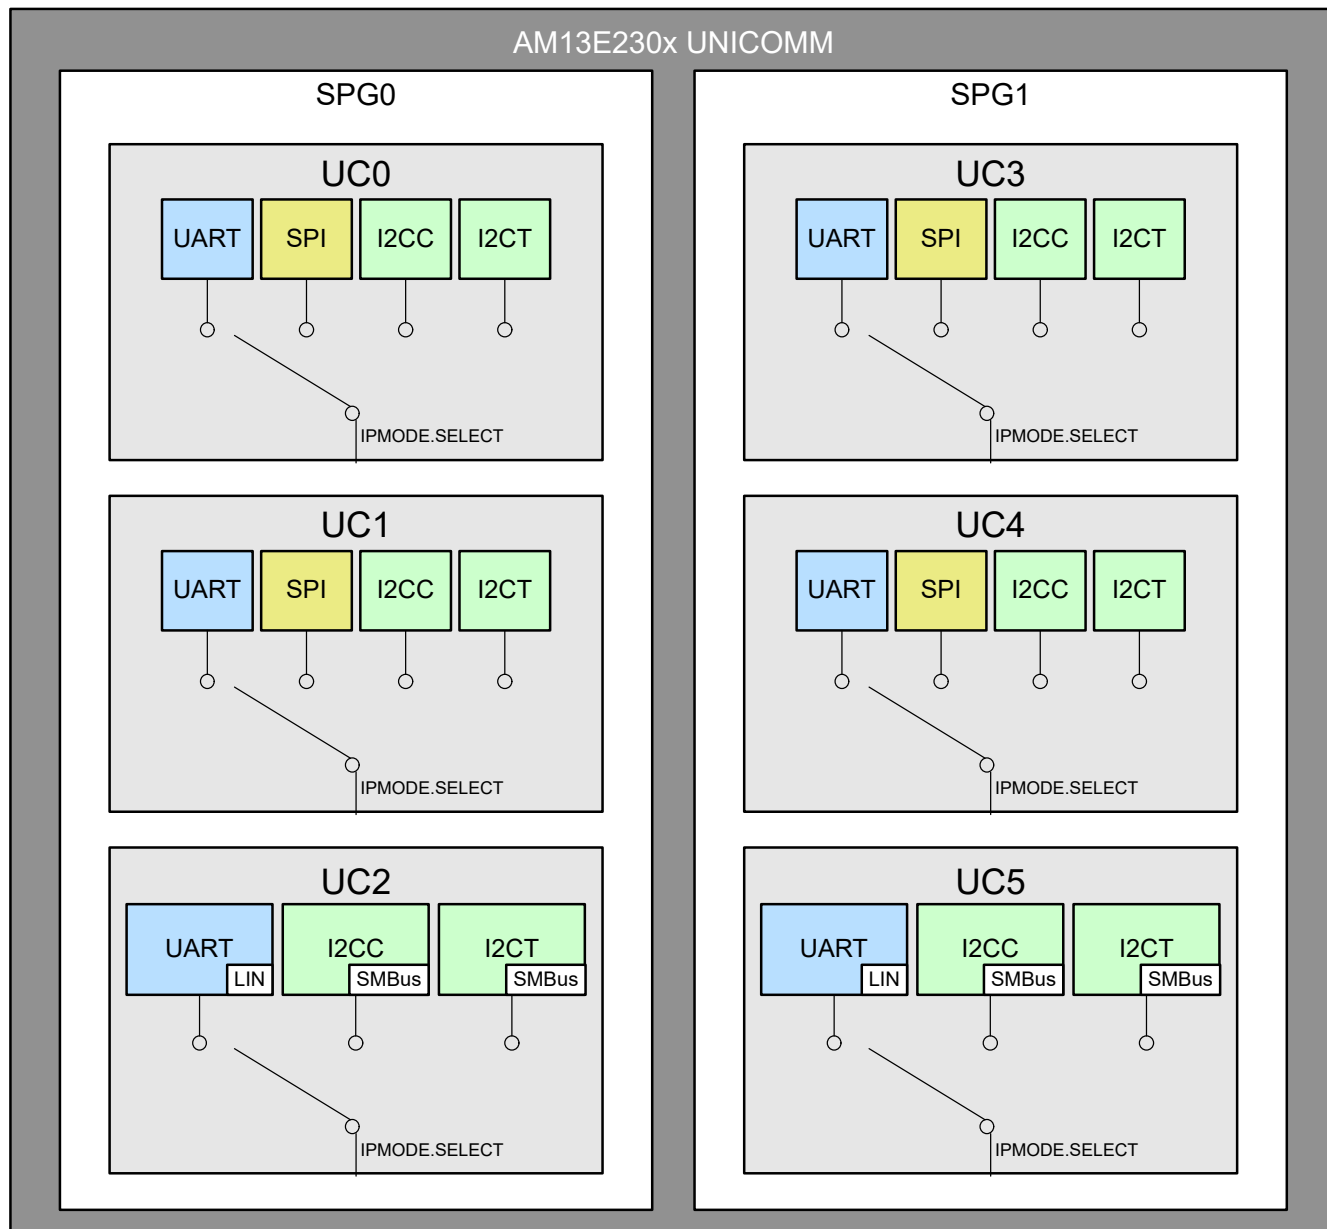 AM13E230x UNICOMM
SPG0
UC0
UART SPI I2CC I2CT
IPMODE.SELECT
UC1
UART SPI I2CC I2CT
IPMODE.SELECT
UC2
UART I2CC I2CT
LIN SMBus SMBus
IPMODE.SELECT
SPG1
UC3
UART SPI I2CC I2CT
IPMODE.SELECT
UC4
UART SPI I2CC I2CT
IPMODE.SELECT
UC5
UART I2CC I2CT
LIN SMBus SMBus
IPMODE.SELECT